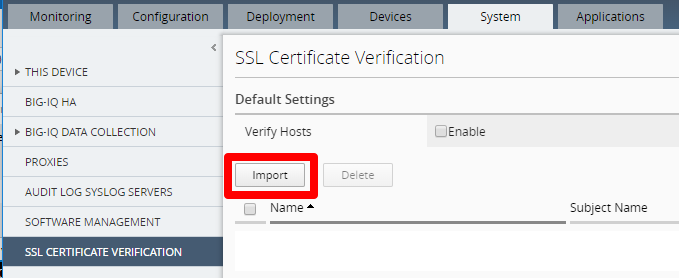 Monitoring Configuration Deployment Devices System Applications
THIS DEVICE
BIG-IQ HA
BIG-IQ DATA COLLECTION
PROXIES
AUDIT LOG SYSLOG SERVERS
SOFTWARE MANAGEMENT
SSL CERTIFICATE VERIFICATION
SSL Certificate Verification
Default Settings
Verify Hosts Enable
Import Delete
Name Subject Name